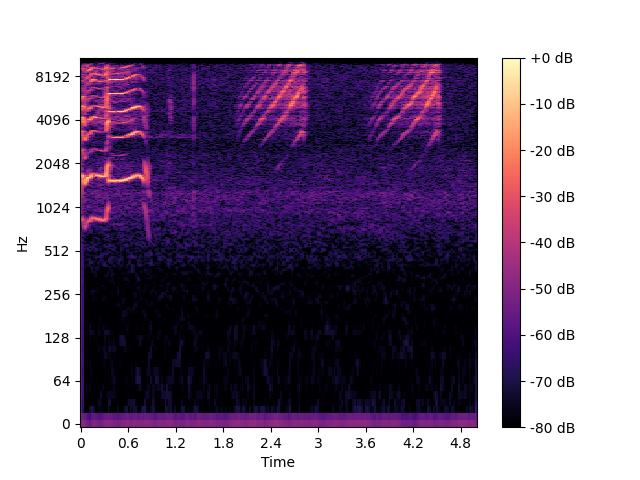 8192
4096
2048
1024
512
256
128
64
0
Hz
0 0.6 1.2 1.8 2.4 3 3.6 4.2 4.8
Time
+0 dB
-10 dB
-20 dB
-30 dB
-40 dB
-50 dB
-60 dB
-70 dB
-80 dB